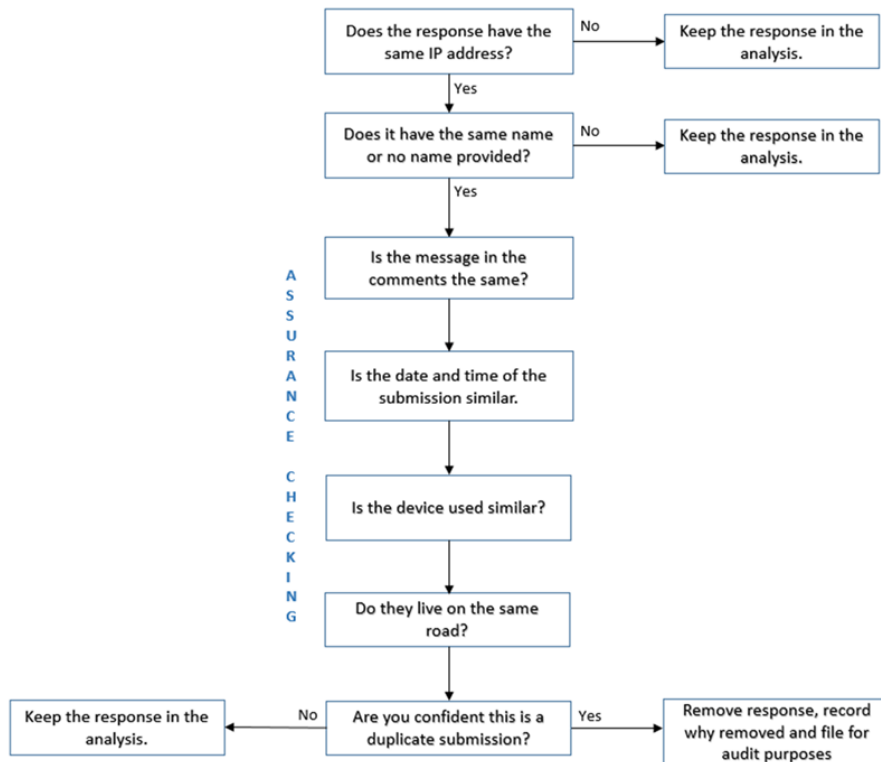 Does the response have the
same IP address?
No
Keep the response in the
analysis.
Yes
Does it have the same name
or no name provided?
No
Keep the response in the
analysis.
Yes
Is the message in the
comments the same?
ASSURANCE CHECKING
Is the date and time of the
submission similar.
Is the device used similar?
Do they live on the same
road?
Keep the response in the
analysis.
No
Are you confident this is a
duplicate submission?
Yes
Remove response, record
why removed and file for
audit purposes